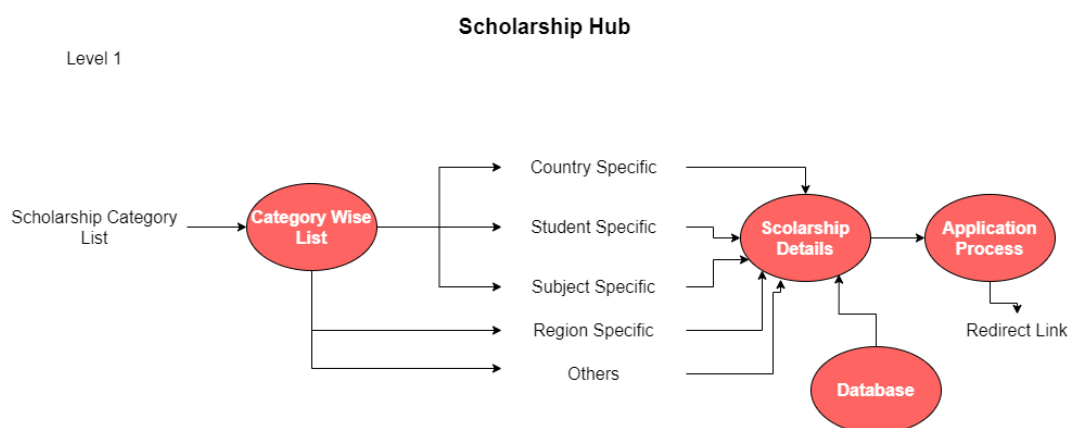 Scholarship Hub
Level 1
Scholarship Category
List
Category Wise
List
Country Specific
Student Specific
Subject Specific
Region Specific
Others
Scolarship
Details
Application
Process
Redirect Link
Database